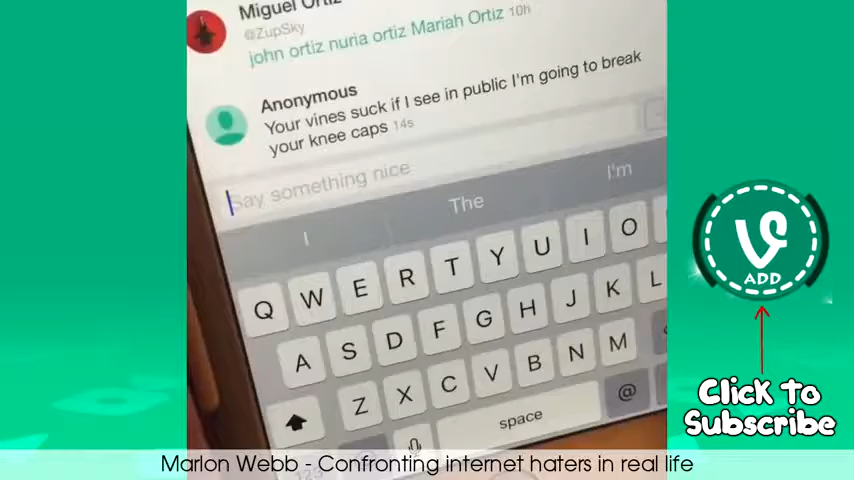 Miguel Ortiz
@ZupSky
john ortiz nuria ortiz Mariah Ortiz 10h
Anonymous
Your vines suck if I see in public I'm going to break
your knee caps 14s
Say something nice
I The I'm
Q W E R T Y U I O
A S D F G H J K L
Z X C V B N M
123 space @
ADD
Click to
Subscribe
Marlon Webb - Confronting internet haters in real life